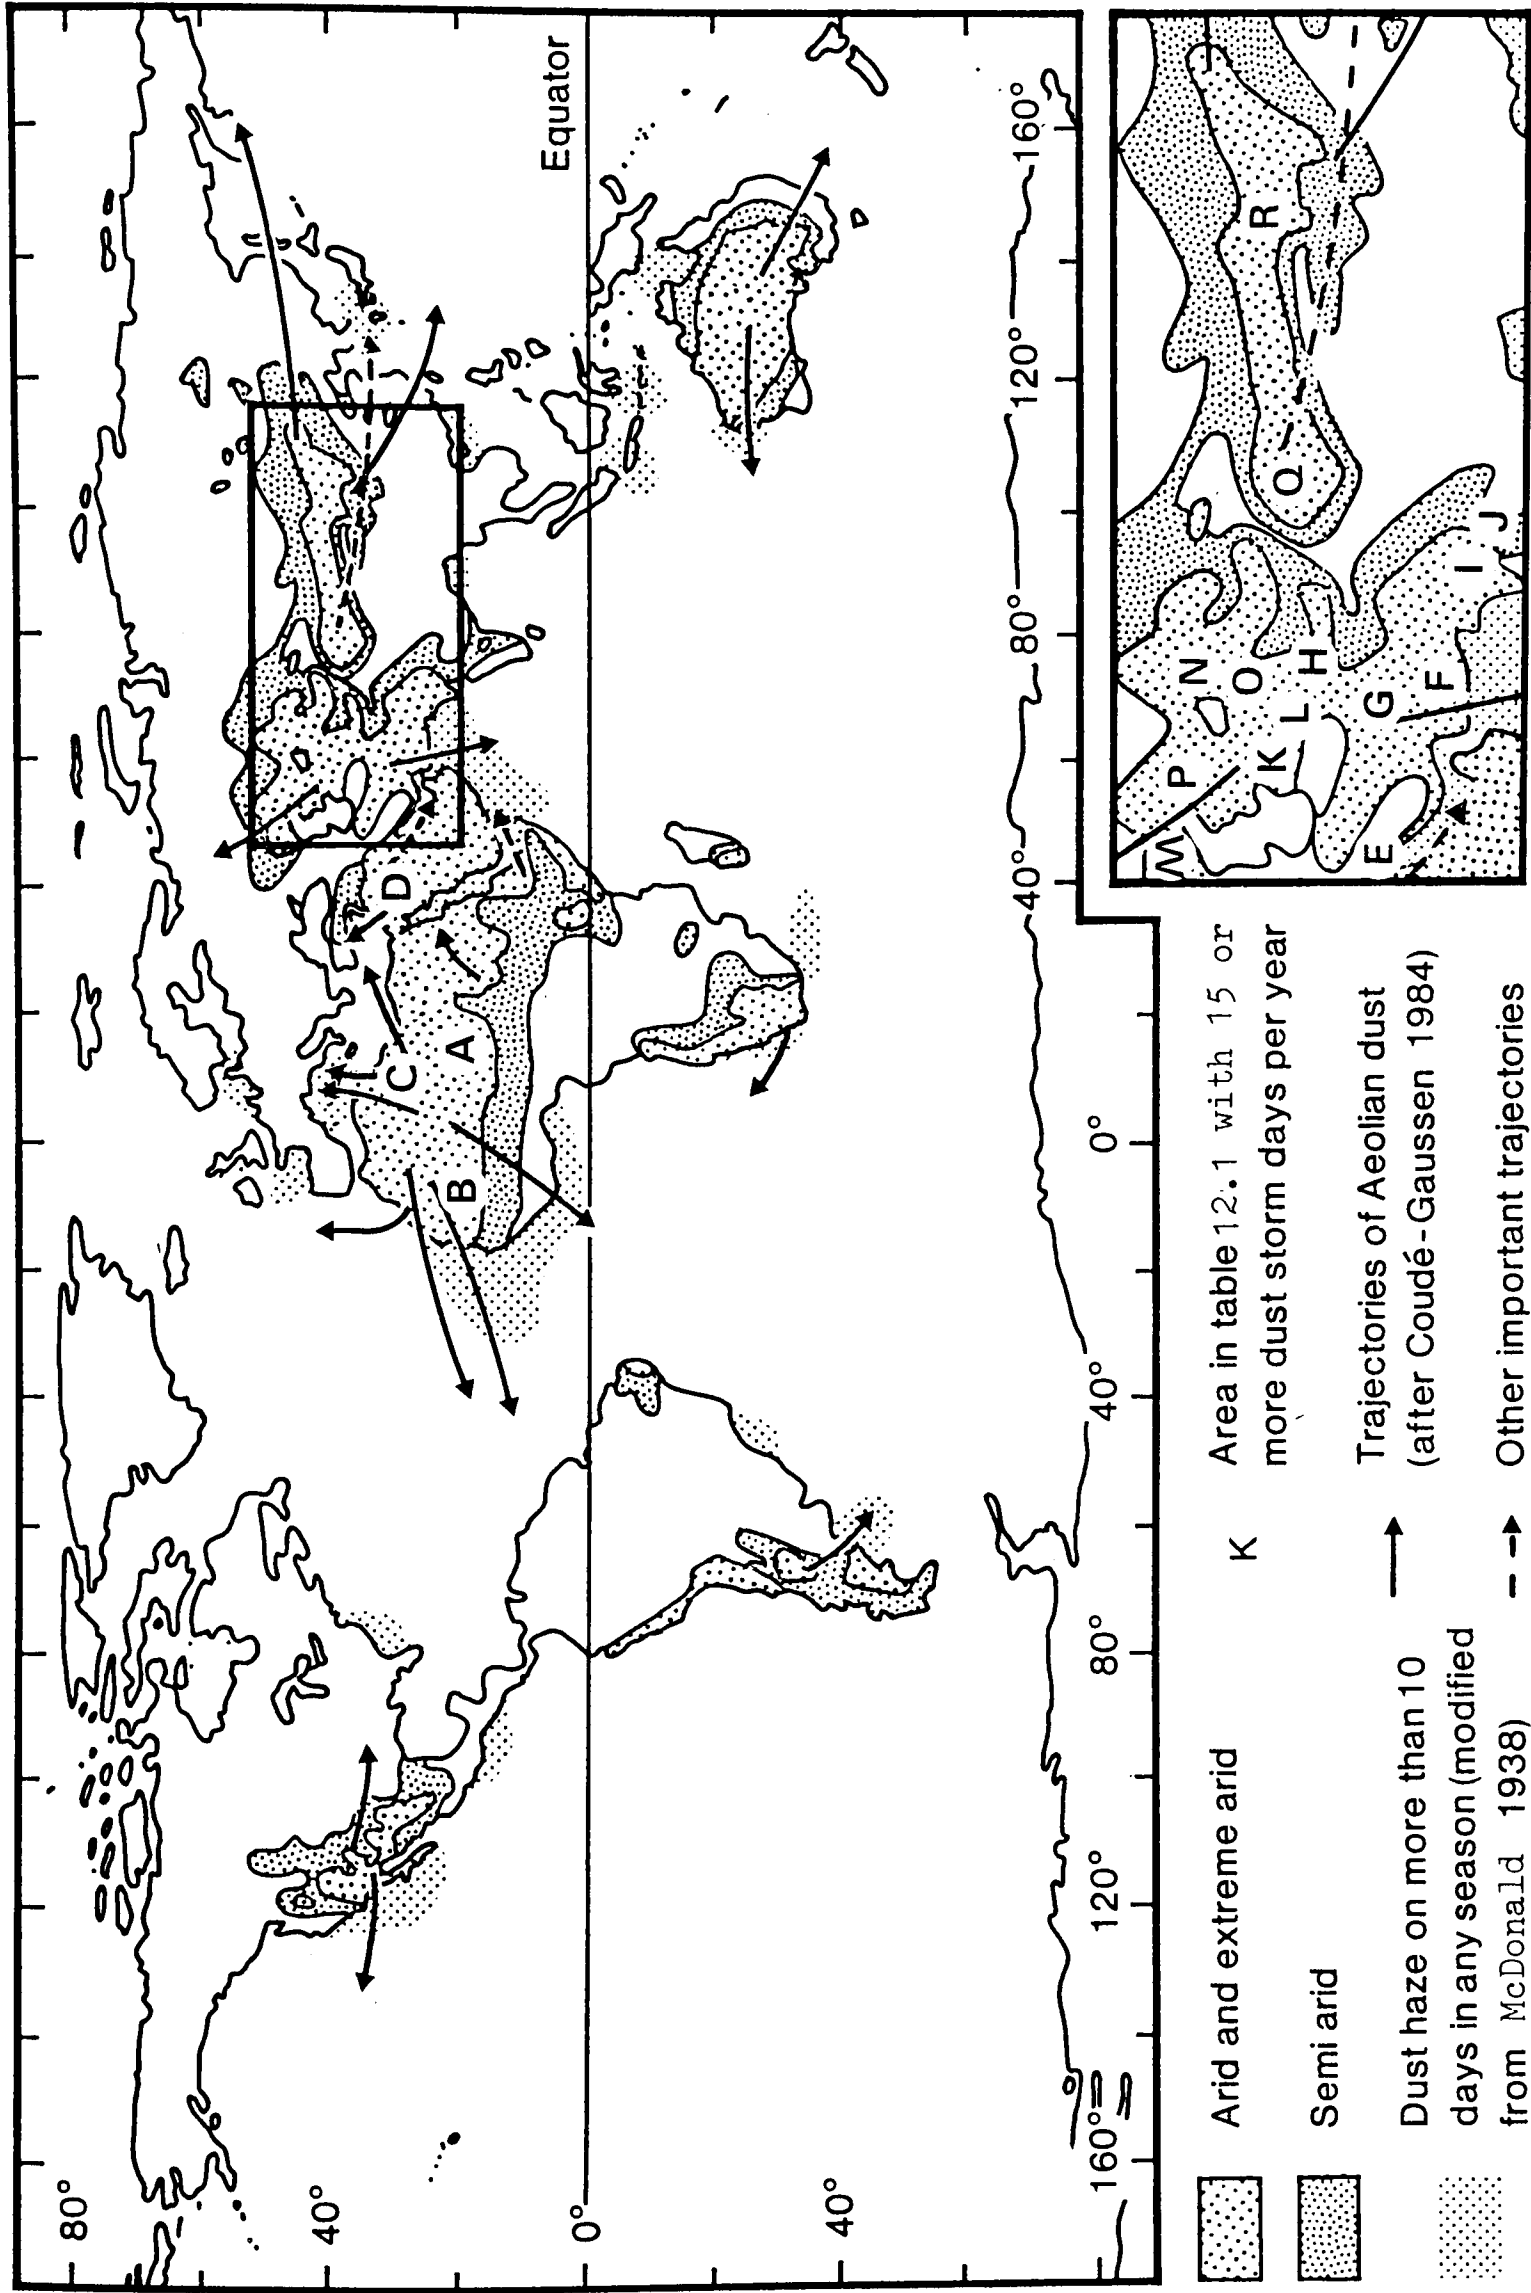 80°
40°
0°
40°
Equator
160°
120°
80°
40°
0°
40°
80°
120°
160°
A
B
C
D
E
F
G
H
I
J
K
L
M
N
O
P
Q
R
Arid and extreme arid
Semi arid
Dust haze on more than 10
days in any season (modified
from McDonald 1938)
K
Area in table 12.1 with 15 or
more dust storm days per year
Trajectories of Aeolian dust
(after Coudé-Gaussen 1984)
Other important trajectories